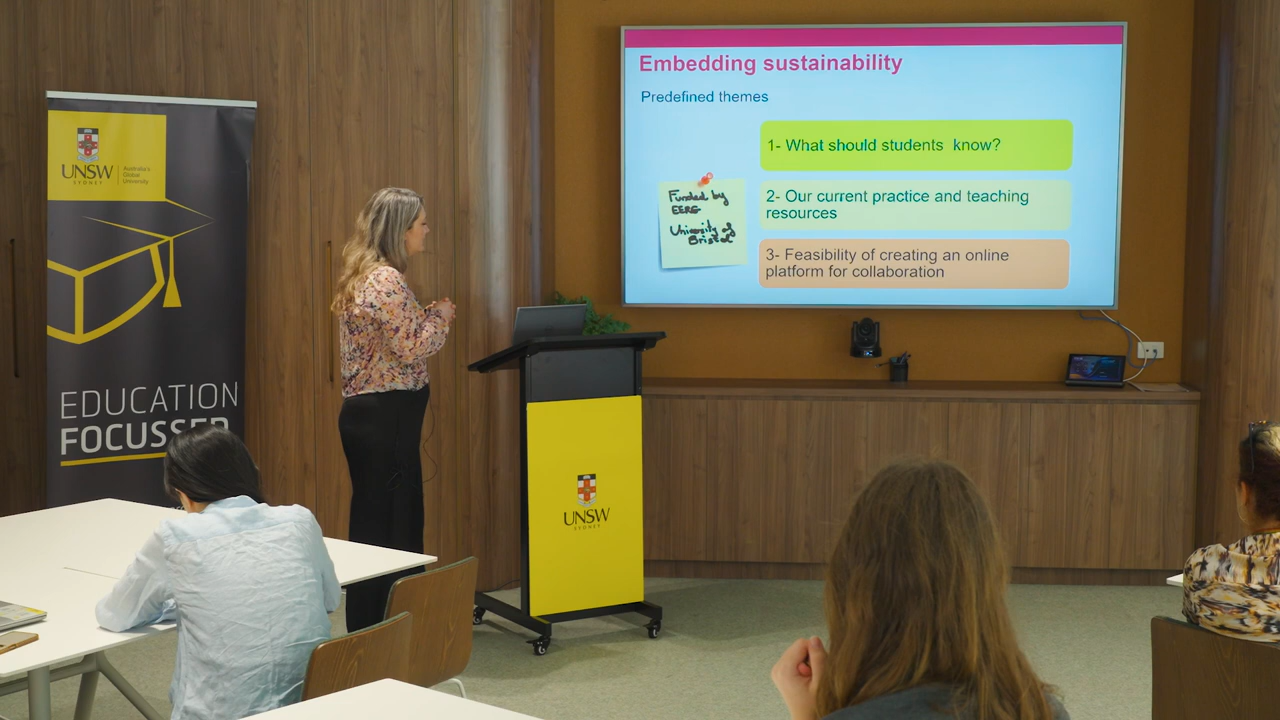 UNSW
SYDNEY
Australia's
Global
University
EDUCATION
FOCUSSED
Embedding sustainability
Predefined themes
1- What should students know?
Funded by
EERG
University of
Bristol
2- Our current practice and teaching
resources
3- Feasibility of creating an online
platform for collaboration
UNSW
SYDNEY